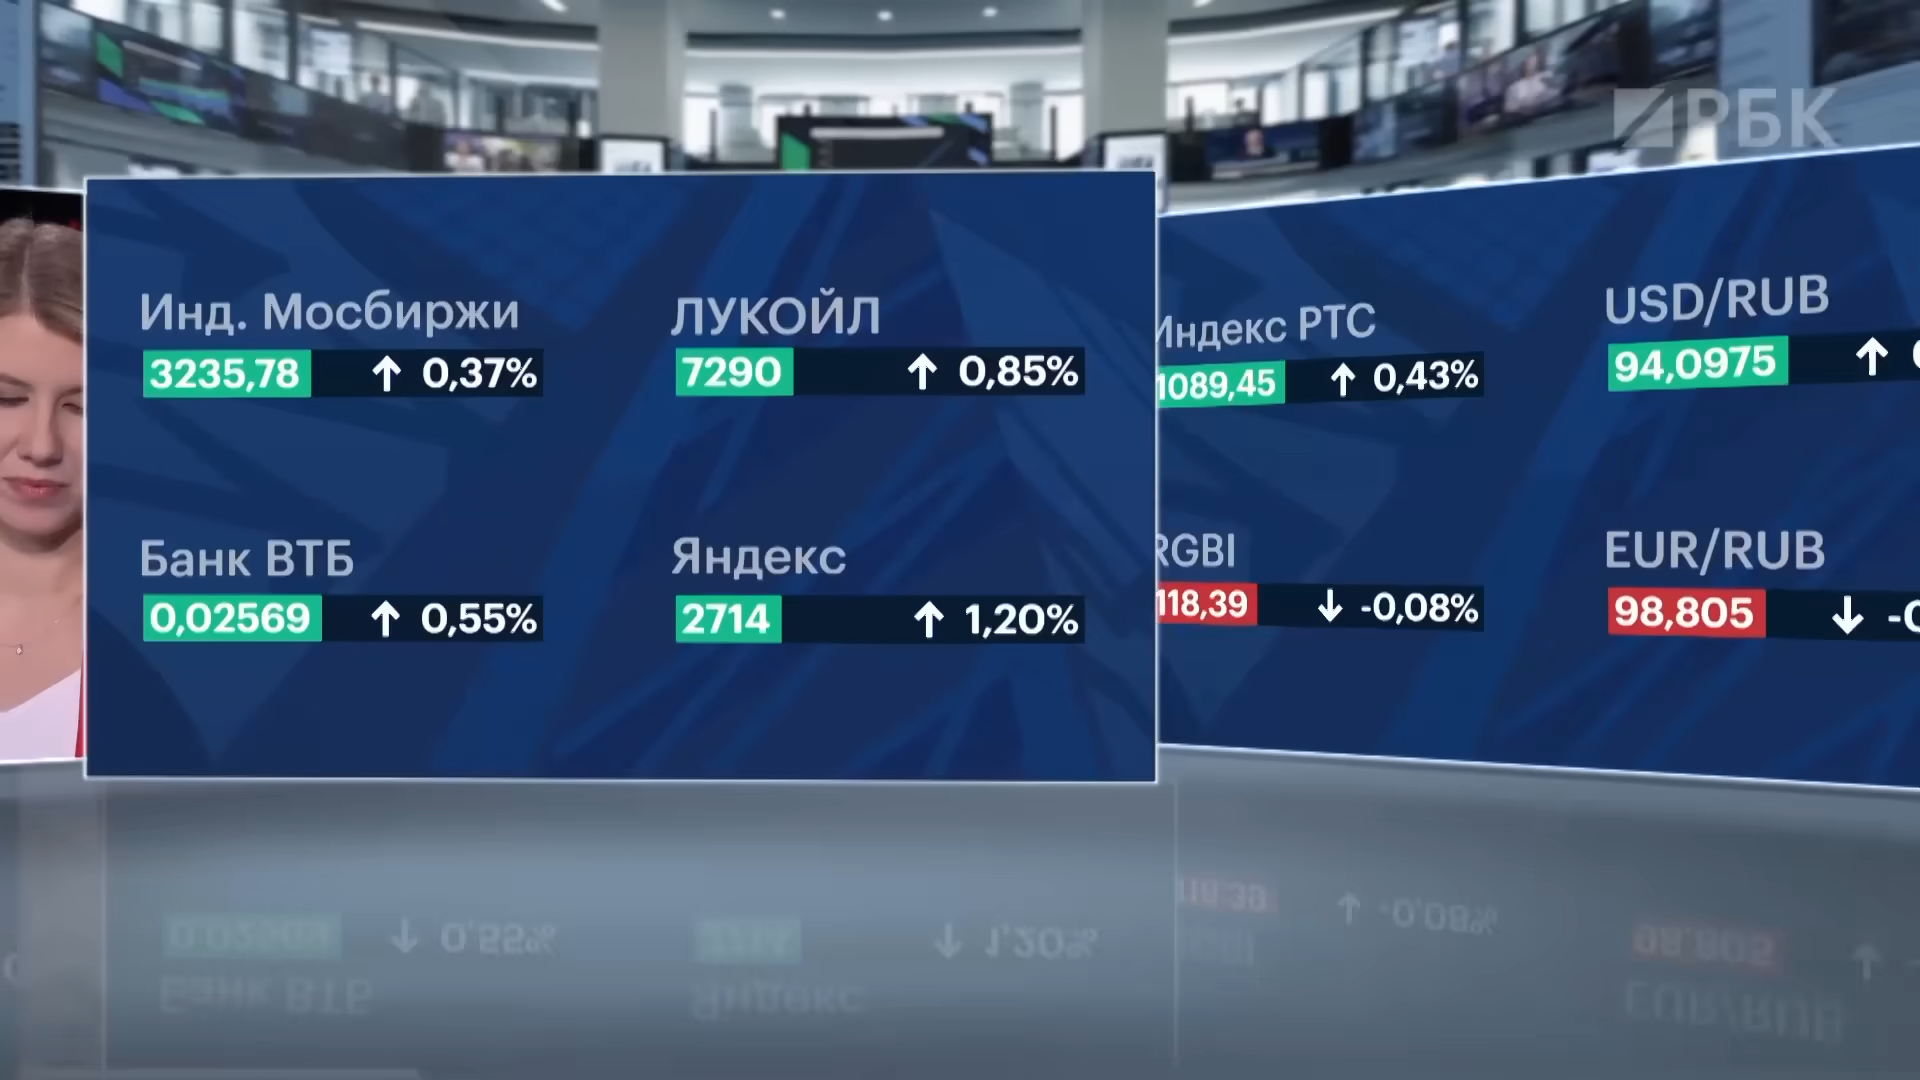 РБК
Инд. Мосбиржи
3235,78 ↑ 0,37%
ЛУКОЙЛ
7290 ↑ 0,85%
Банк ВТБ
0,02569 ↑ 0,55%
Яндекс
2714 ↑ 1,20%
Индекс РТС
1089,45 ↑ 0,43%
RGBI
118,39 ↓ -0,08%
USD/RUB
94,0975 ↑
EUR/RUB
98,805 ↓